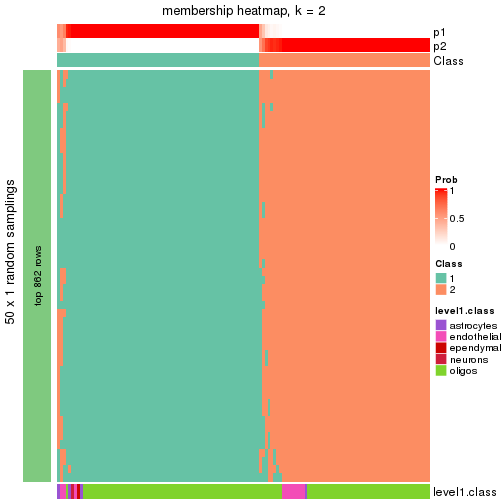 membership heatmap, k = 2
p1
p2
Class
50 x 1 random samplings
top 862 rows
Prob
1
0.5
0
Class
1
2
level1.class
astrocytes
endothelial
ependymal
neurons
oligos
level1.class